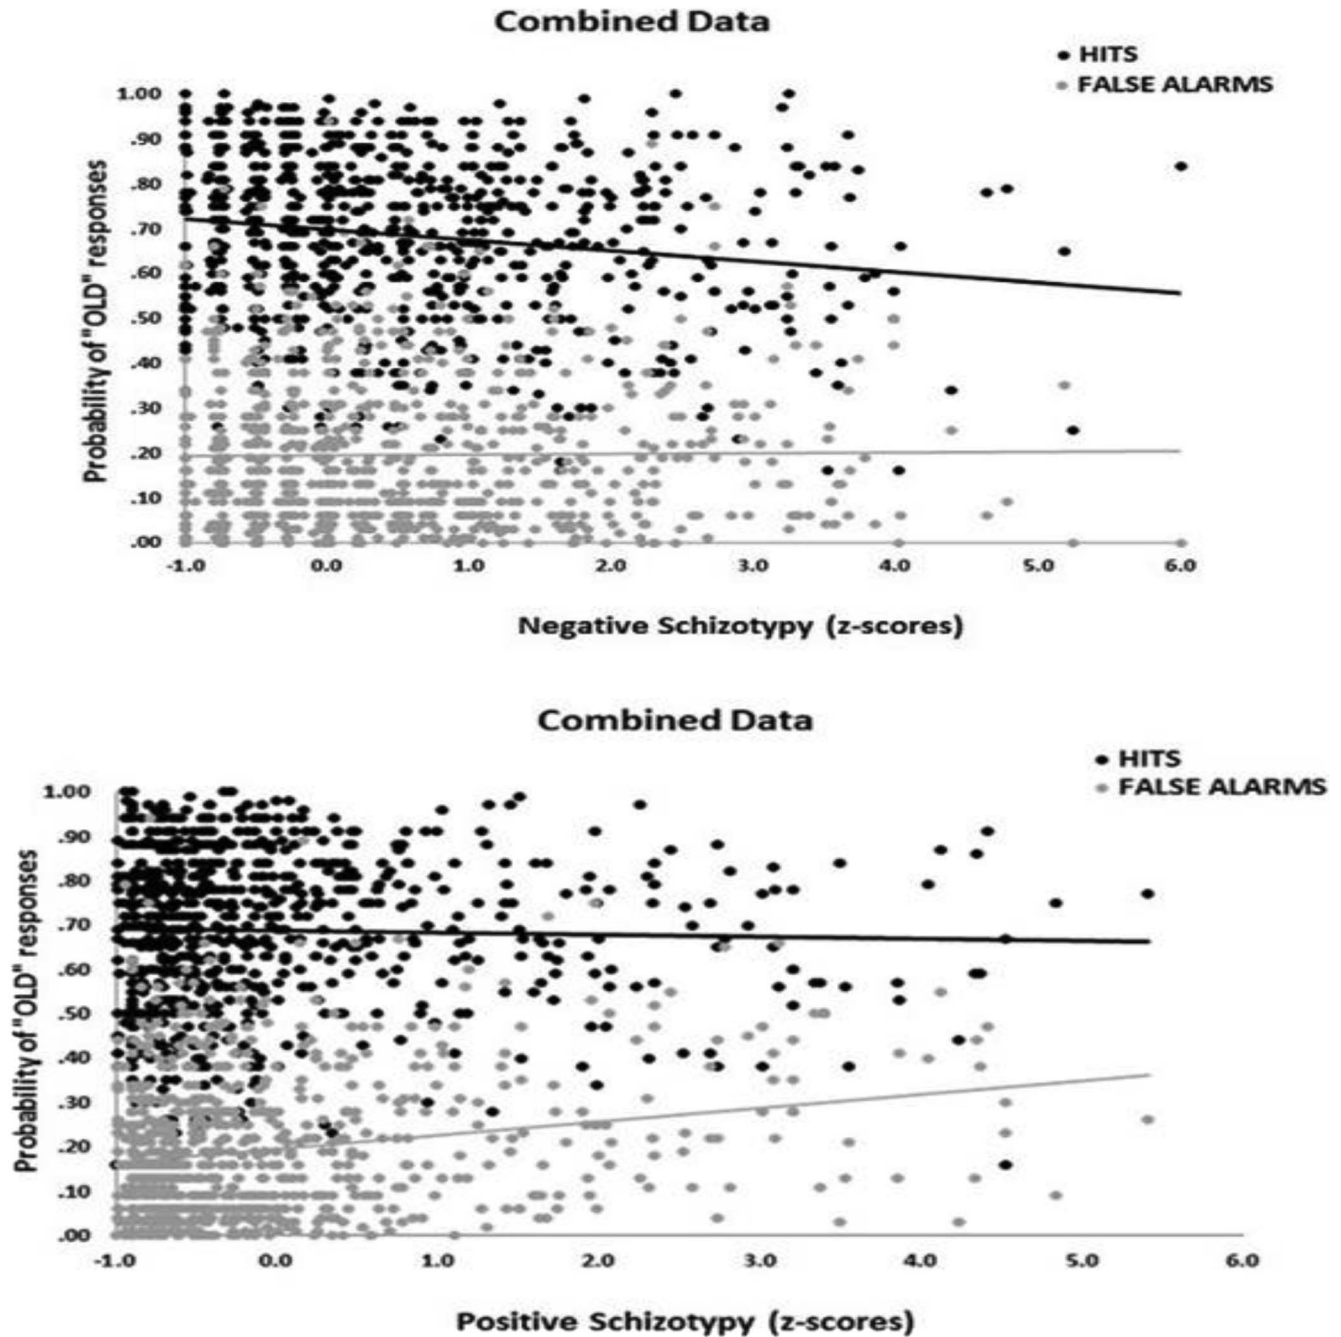 Combined Data
HITS
FALSE ALARMS
Probability of "OLD" responses
1.00
.90
.80
.70
.60
.50
.40
.30
.20
.10
.00
-1.0 0.0 1.0 2.0 3.0 4.0 5.0 6.0
Negative Schizotypy (z-scores)
Combined Data
HITS
FALSE ALARMS
Probability of "OLD" responses
1.00
.90
.80
.70
.60
.50
.40
.30
.20
.10
.00
-1.0 0.0 1.0 2.0 3.0 4.0 5.0 6.0
Positive Schizotypy (z-scores)